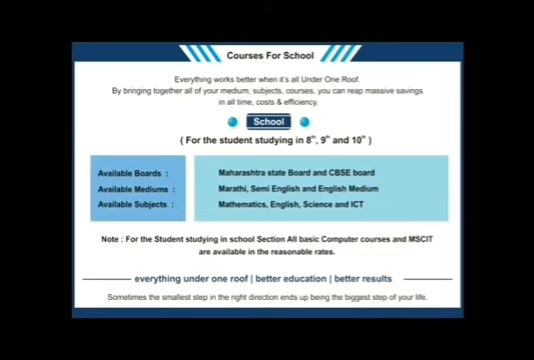 Courses For School
Everything works better when it's all Under One Roof.
By bringing together all of your medium, subjects, courses, you can reap massive savings
in all time, costs & efficiency.
School
( For the student studying in 8th, 9th and 10th )
Available Boards : Maharashtra state Board and CBSE board
Available Mediums : Marathi, Semi English and English Medium
Available Subjects : Mathematics, English, Science and ICT
Note : For the Student studying in school Section All basic Computer courses and MSCIT
are available in the reasonable rates.
everything under one roof | better education | better results
Sometimes the smallest step in the right direction ends up being the biggest step of your life.